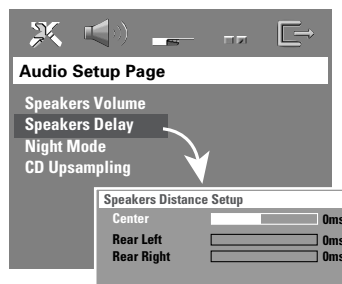 Audio Setup Page
Speakers Volume
Speakers Delay
Night Mode
CD Upsampling
Speakers Distance Setup
Center 0ms
Rear Left 0ms
Rear Right 0ms